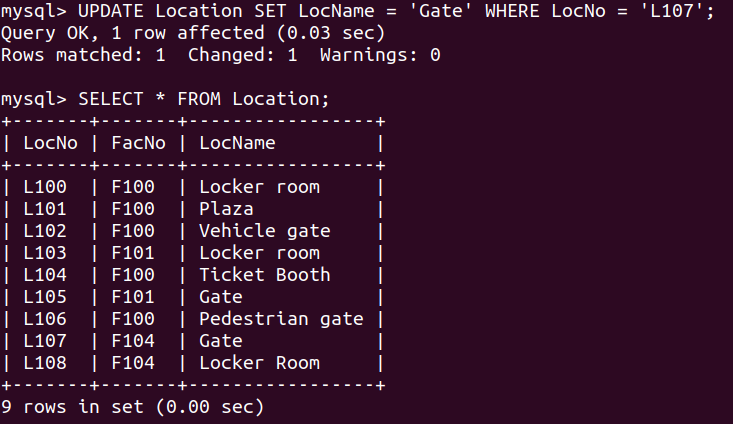 mysql> UPDATE Location SET LocName = 'Gate' WHERE LocNo = 'L107';
Query OK, 1 row affected (0.03 sec)
Rows matched: 1  Changed: 1  Warnings: 0

mysql> SELECT * FROM Location;
+-------+-------+-----------------+
| LocNo | FacNo | LocName         |
+-------+-------+-----------------+
| L100  | F100  | Locker room     |
| L101  | F100  | Plaza           |
| L102  | F100  | Vehicle gate    |
| L103  | F101  | Locker room     |
| L104  | F100  | Ticket Booth    |
| L105  | F101  | Gate            |
| L106  | F100  | Pedestrian gate |
| L107  | F104  | Gate            |
| L108  | F104  | Locker Room     |
+-------+-------+-----------------+
9 rows in set (0.00 sec)